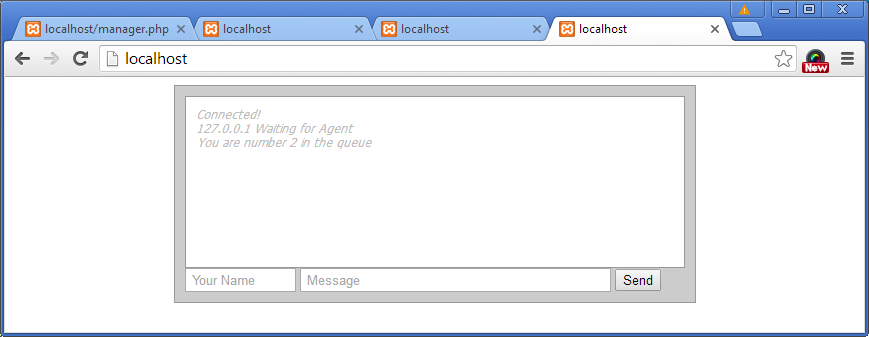 localhost/manager.php
localhost
localhost
localhost
localhost
New
Connected!
127.0.0.1 Waiting for Agent
You are number 2 in the queue
Your Name
Message
Send